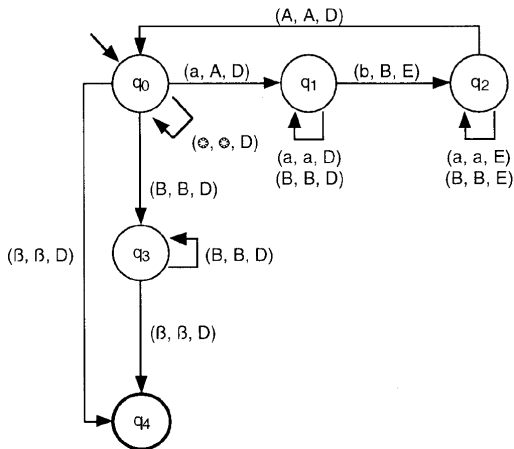 (A, A, D)
q0
(a, A, D)
q1
(b, B, E)
q2
(⊛, ⊛, D)
(a, a, D)
(B, B, D)
(a, a, E)
(B, B, E)
(B, B, D)
q3
(B, B, D)
(ß, ß, D)
(ß, ß, D)
q4